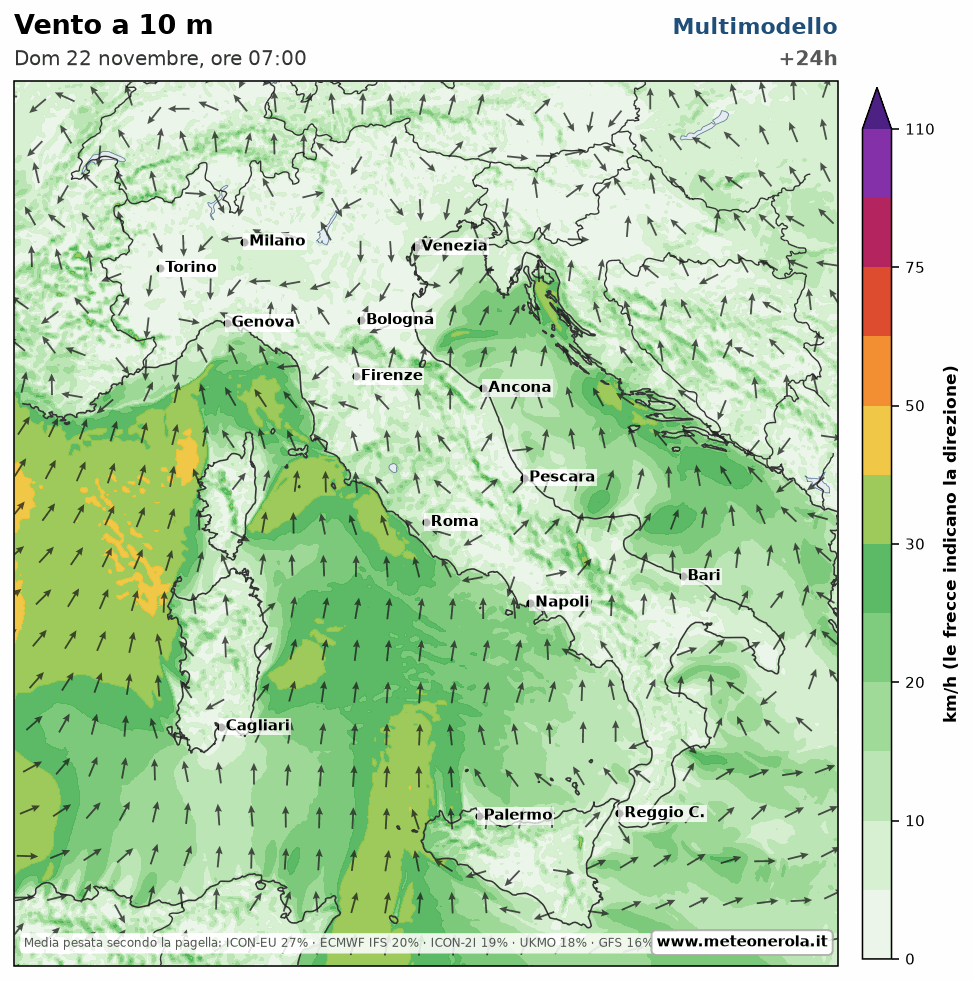 Vento a 10 m
Multimodello
Dom 22 novembre, ore 07:00
+24h
110
75
50
30
20
10
0
km/h (le frecce indicano la direzione)
Milano
Venezia
Torino
Genova
Bologna
Firenze
Ancona
Pescara
Roma
Bari
Napoli
Cagliari
Palermo
Reggio C.
Media pesata secondo la pagella: ICON-EU 27% · ECMWF IFS 20% · ICON-2I 19% · UKMO 18% · GFS 16%
www.meteonerola.it